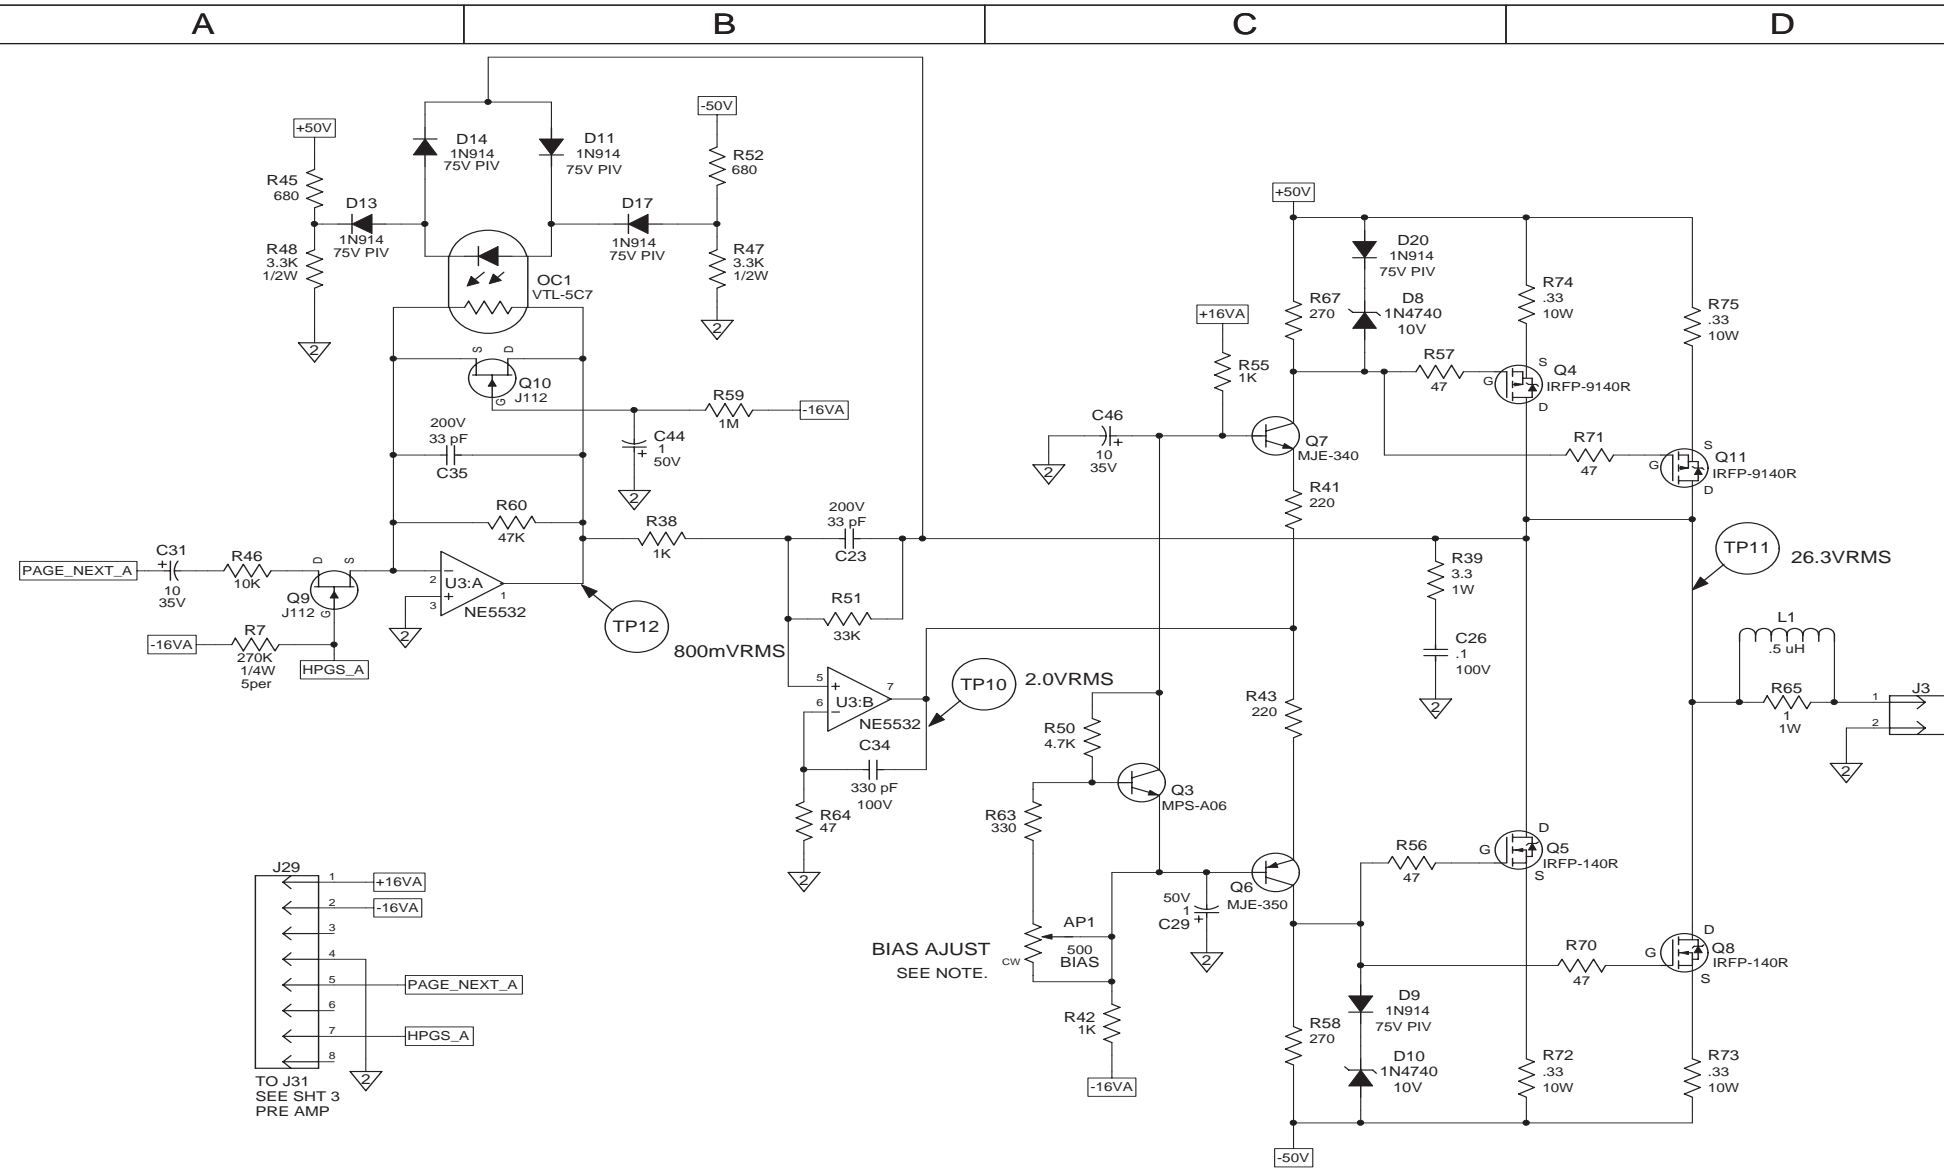 A
B
C
D
+50V
-50V
D14
1N914
75V PIV
D11
1N914
75V PIV
R52
680
R45
680
D13
1N914
75V PIV
D17
1N914
75V PIV
R48
3.3K
1/2W
R47
3.3K
1/2W
OC1
VTL-5C7
2
2
S
D
Q10
J112
G
R59
1M
-16VA
200V
33 pF
C35
C44
1
+
50V
2
R60
47K
R38
1K
200V
33 pF
C23
PAGE_NEXT_A
C31
+
10
35V
R46
10K
D
S
Q9
J112
G
2
3
−
+
U3:A
1
NE5532
2
-16VA
R7
270K
1/4W
5per
HPGS_A
TP12
800mVRMS
R51
33K
5
6
+
−
U3:B
7
NE5532
TP10
2.0VRMS
C34
330 pF
100V
R64
47
2
+50V
D20
1N914
75V PIV
R67
270
D8
1N4740
10V
R74
.33
10W
R75
.33
10W
+16VA
R55
1K
R57
47
G
S
Q4
IRFP-9140R
D
C46
+
10
35V
2
Q7
MJE-340
R71
47
G
S
Q11
IRFP-9140R
D
R41
220
R39
3.3
1W
TP11
26.3VRMS
C26
.1
100V
2
L1
.5 uH
R65
1
1W
J3
1
2
2
R43
220
R50
4.7K
Q3
MPS-A06
R63
330
R56
47
G
D
Q5
IRFP-140R
S
Q6
MJE-350
50V
1
C29
+
2
BIAS AJUST
SEE NOTE.
CW
AP1
500
BIAS
R70
47
G
D
Q8
IRFP-140R
S
R42
1K
-16VA
R58
270
D9
1N914
75V PIV
D10
1N4740
10V
R72
.33
10W
R73
.33
10W
-50V
J29
1
+16VA
2
-16VA
3
4
5
PAGE_NEXT_A
6
7
HPGS_A
8
2
TO J31
SEE SHT 3
PRE AMP